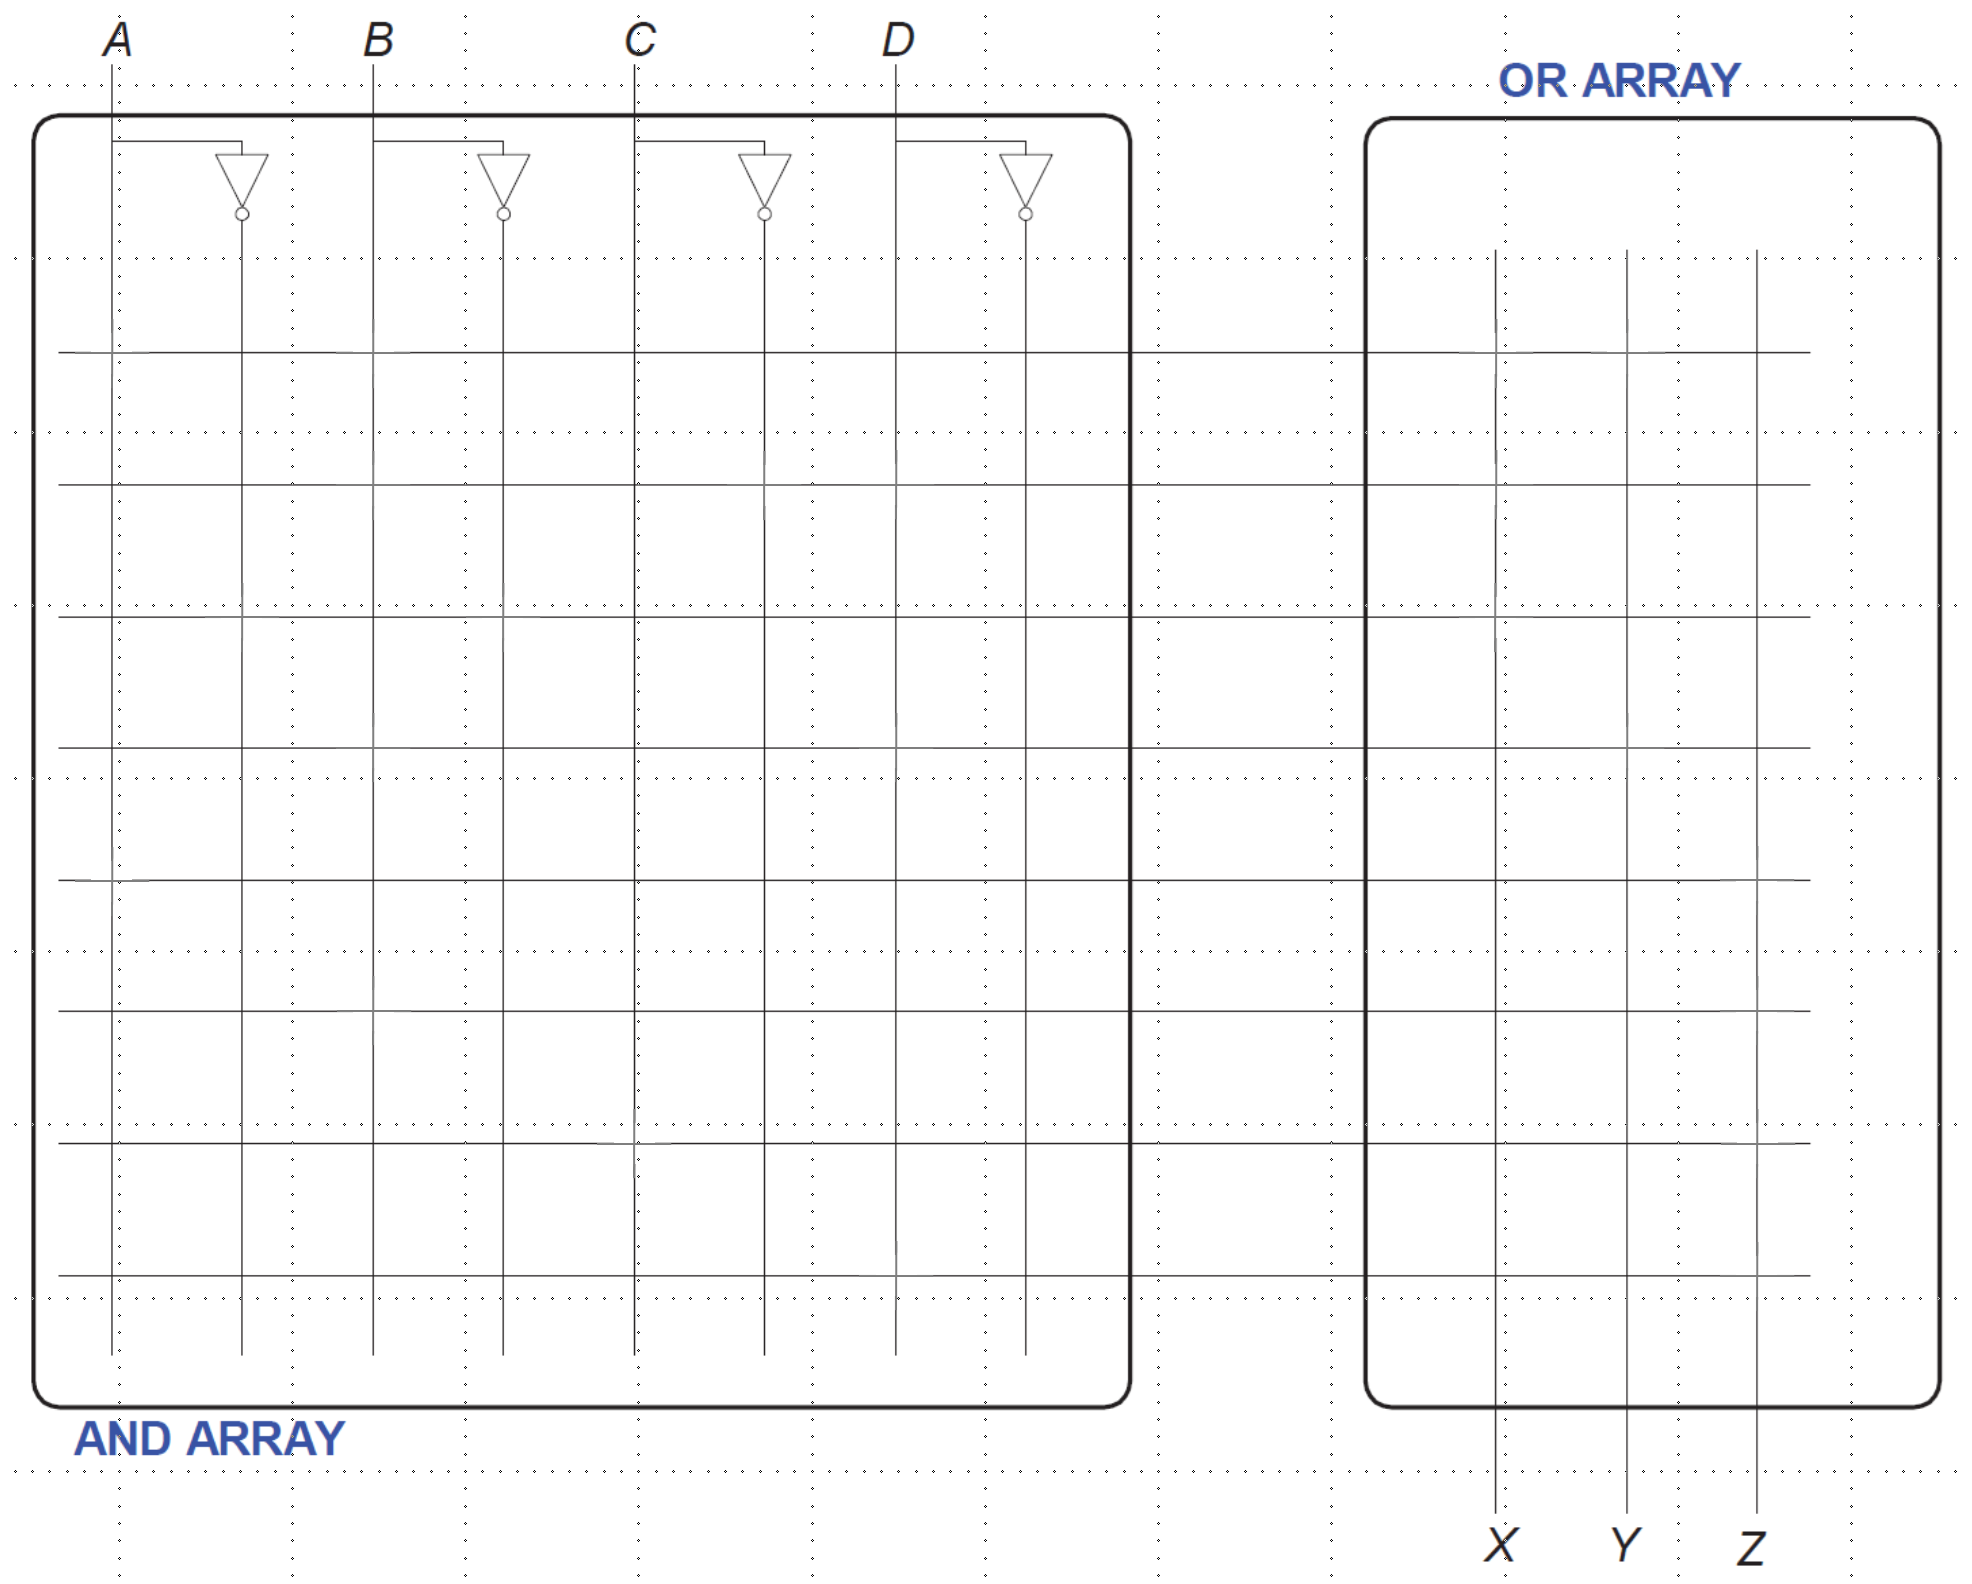 A B C D
OR ARRAY
AND ARRAY
X Y Z